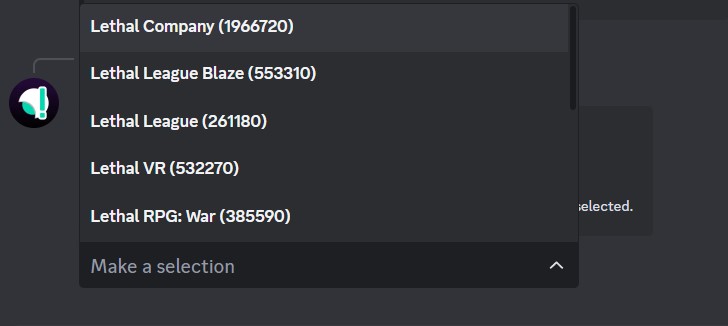 Lethal Company (1966720)
Lethal League Blaze (553310)
Lethal League (261180)
Lethal VR (532270)
Lethal RPG: War (385590)
selected.
Make a selection